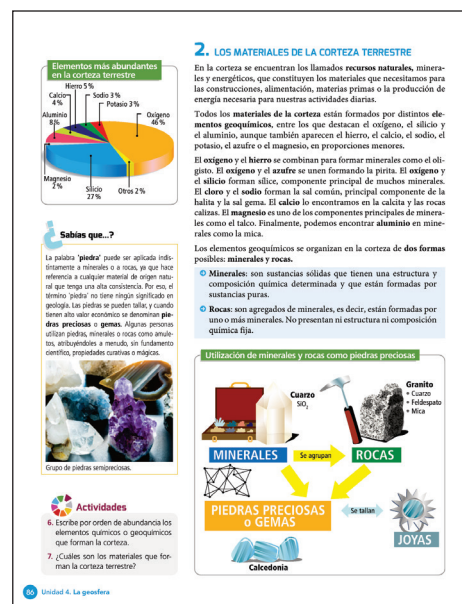 Elementos más abundantes
en la corteza terrestre
Hierro 5 %
Calcio
4 %
Sodio 3 %
Potasio 3 %
Aluminio
8%
Oxígeno
46 %
Magnesio
2 %
Silicio
27 %
Otros 2 %
¿
Sabías que...?
La palabra 'piedra' puede ser aplicada indis-
tintamente a minerales o a rocas, ya que hace
referencia a cualquier material de origen natu-
ral que tenga una alta consistencia. Por eso, el
término 'piedra' no tiene ningún significado en
geología. Las piedras se pueden tallar, y cuando
tienen alto valor económico se denominan pie-
dras preciosas o gemas. Algunas personas
utilizan piedras, minerales o rocas como amule-
tos, atribuyéndoles a menudo, sin fundamento
científico, propiedades curativas o mágicas.
Grupo de piedras semipreciosas.
Actividades
6. Escribe por orden de abundancia los
elementos químicos o geoquímicos
que forman la corteza.
7. ¿Cuáles son los materiales que for-
man la corteza terrestre?
2. LOS MATERIALES DE LA CORTEZA TERRESTRE
En la corteza se encuentran los llamados recursos naturales, minera-
les y energéticos, que constituyen los materiales que necesitamos para
las construcciones, alimentación, materias primas o la producción de
energía necesaria para nuestras actividades diarias.
Todos los materiales de la corteza están formados por distintos ele-
mentos geoquímicos, entre los que destacan el oxígeno, el silicio y
el aluminio, aunque también aparecen el hierro, el calcio, el sodio, el
potasio, el azufre o el magnesio, en proporciones menores.
El oxígeno y el hierro se combinan para formar minerales como el oli-
gisto. El oxígeno y el azufre se unen formando la pirita. El oxígeno y
el silicio forman sílice, componente principal de muchos minerales.
El cloro y el sodio forman la sal común, principal componente de la
halita y la sal gema. El calcio lo encontramos en la calcita y las rocas
calizas. El magnesio es uno de los componentes principales de minera-
les como el talco. Finalmente, podemos encontrar aluminio en mine-
rales como la mica.
Los elementos geoquímicos se organizan en la corteza de dos formas
posibles: minerales y rocas.
Minerales: son sustancias sólidas que tienen una estructura y
composición química determinada y que están formadas por
sustancias puras.
Rocas: son agregados de minerales, es decir, están formadas por
uno o más minerales. No presentan ni estructura ni composición
química fija.
Utilización de minerales y rocas como piedras preciosas
Cuarzo
SiO2
Granito
• Cuarzo
• Feldespato
• Mica
MINERALES
Se agrupan
ROCAS
PIEDRAS PRECIOSAS
o GEMAS
Se tallan
JOYAS
Calcedonia
86 Unidad 4. La geosfera